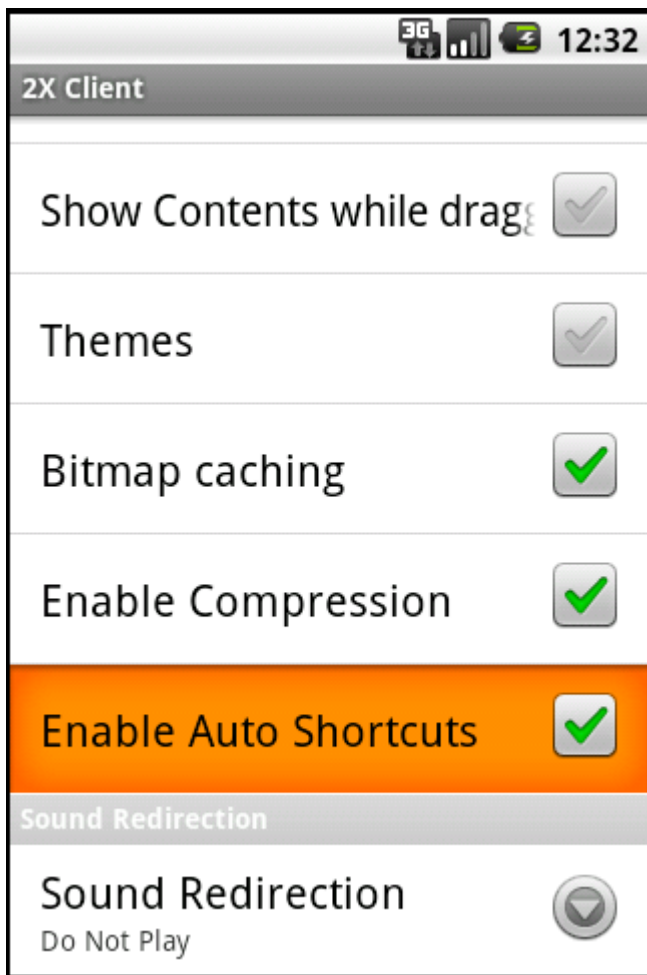 3G 12:32
2X Client
Show Contents while dragg
Themes
Bitmap caching
Enable Compression
Enable Auto Shortcuts
Sound Redirection
Sound Redirection
Do Not Play